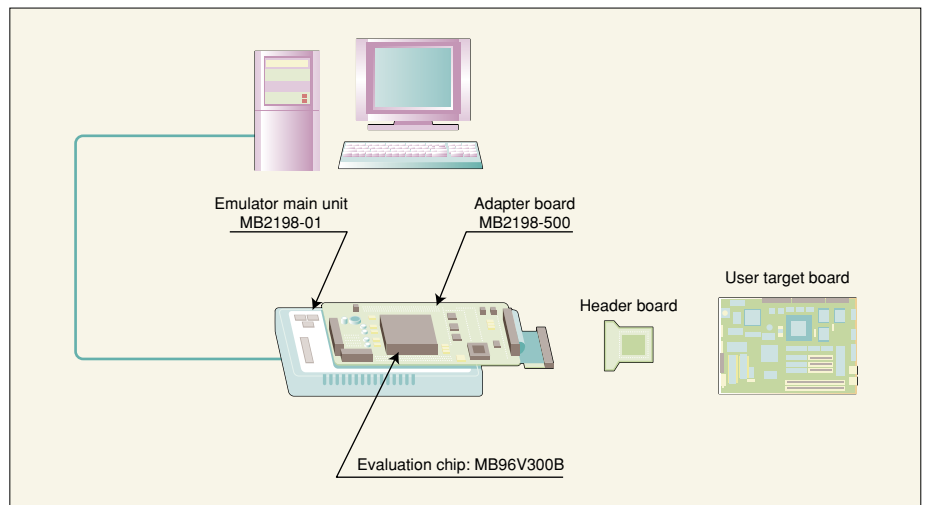 Emulator main unit
MB2198-01
Adapter board
MB2198-500
Header board
User target board
Evaluation chip: MB96V300B